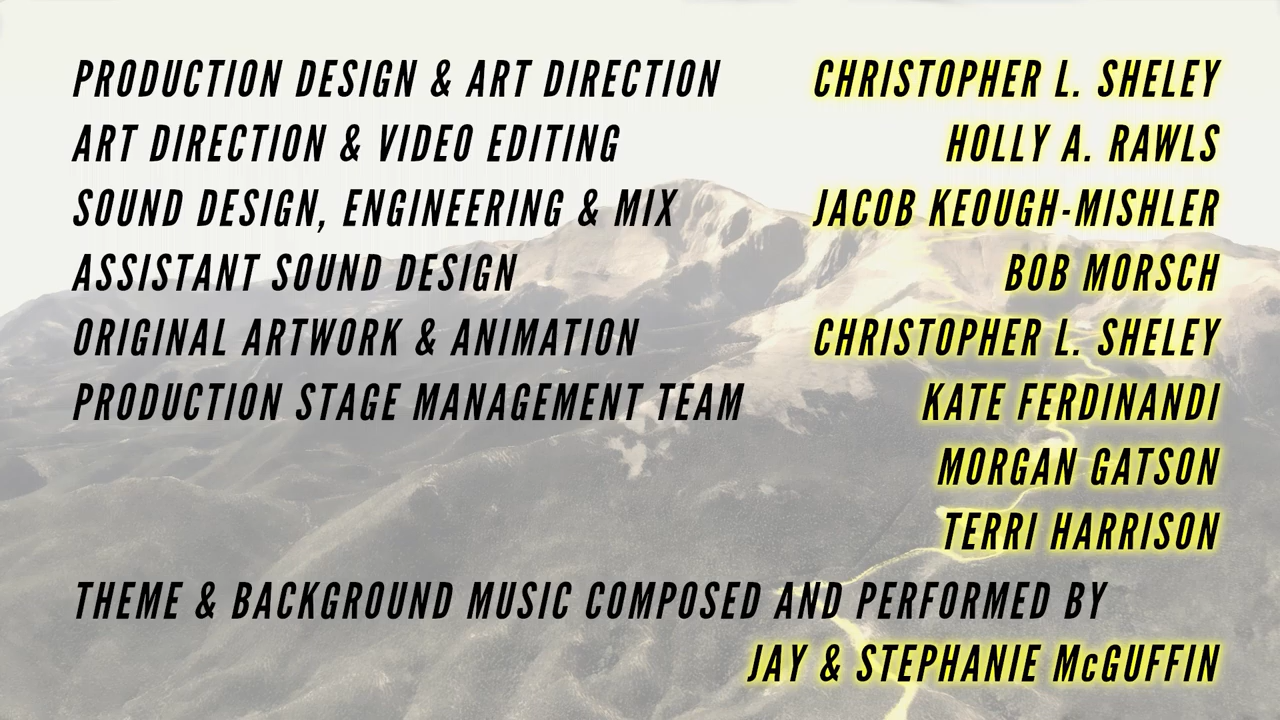 PRODUCTION DESIGN & ART DIRECTION CHRISTOPHER L. SHELEY
ART DIRECTION & VIDEO EDITING HOLLY A. RAWLS
SOUND DESIGN, ENGINEERING & MIX JACOB KEOUGH-MISHLER
ASSISTANT SOUND DESIGN BOB MORSCH
ORIGINAL ARTWORK & ANIMATION CHRISTOPHER L. SHELEY
PRODUCTION STAGE MANAGEMENT TEAM KATE FERDINANDI
MORGAN GATSON
TERRI HARRISON
THEME & BACKGROUND MUSIC COMPOSED AND PERFORMED BY
JAY & STEPHANIE McGUFFIN